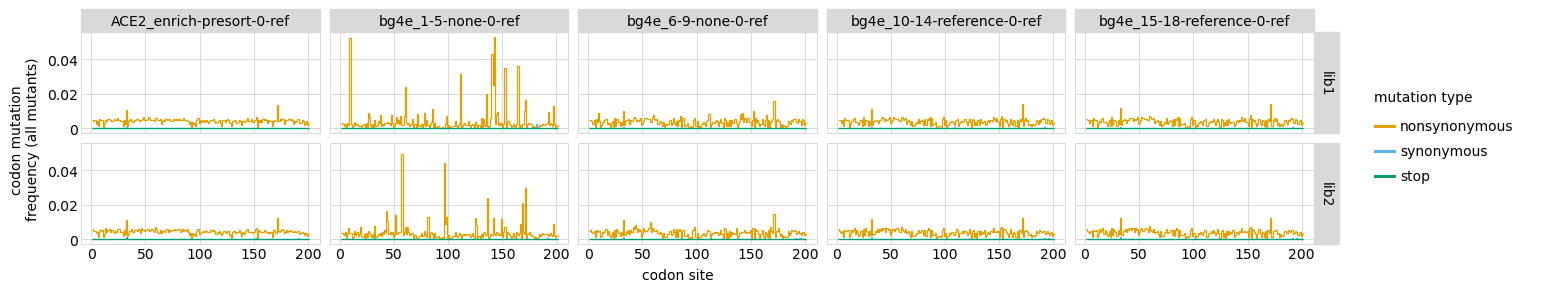 ACE2_enrich-presort-0-ref bg4e_1-5-none-0-ref bg4e_6-9-none-0-ref bg4e_10-14-reference-0-ref bg4e_15-18-reference-0-ref
codon mutation
frequency (all mutants)
0.04
0.02
0
lib1
0.04
0.02
0
lib2
0 50 100 150 200 0 50 100 150 200 0 50 100 150 200 0 50 100 150 200 0 50 100 150 200
codon site
mutation type
nonsynonymous
synonymous
stop